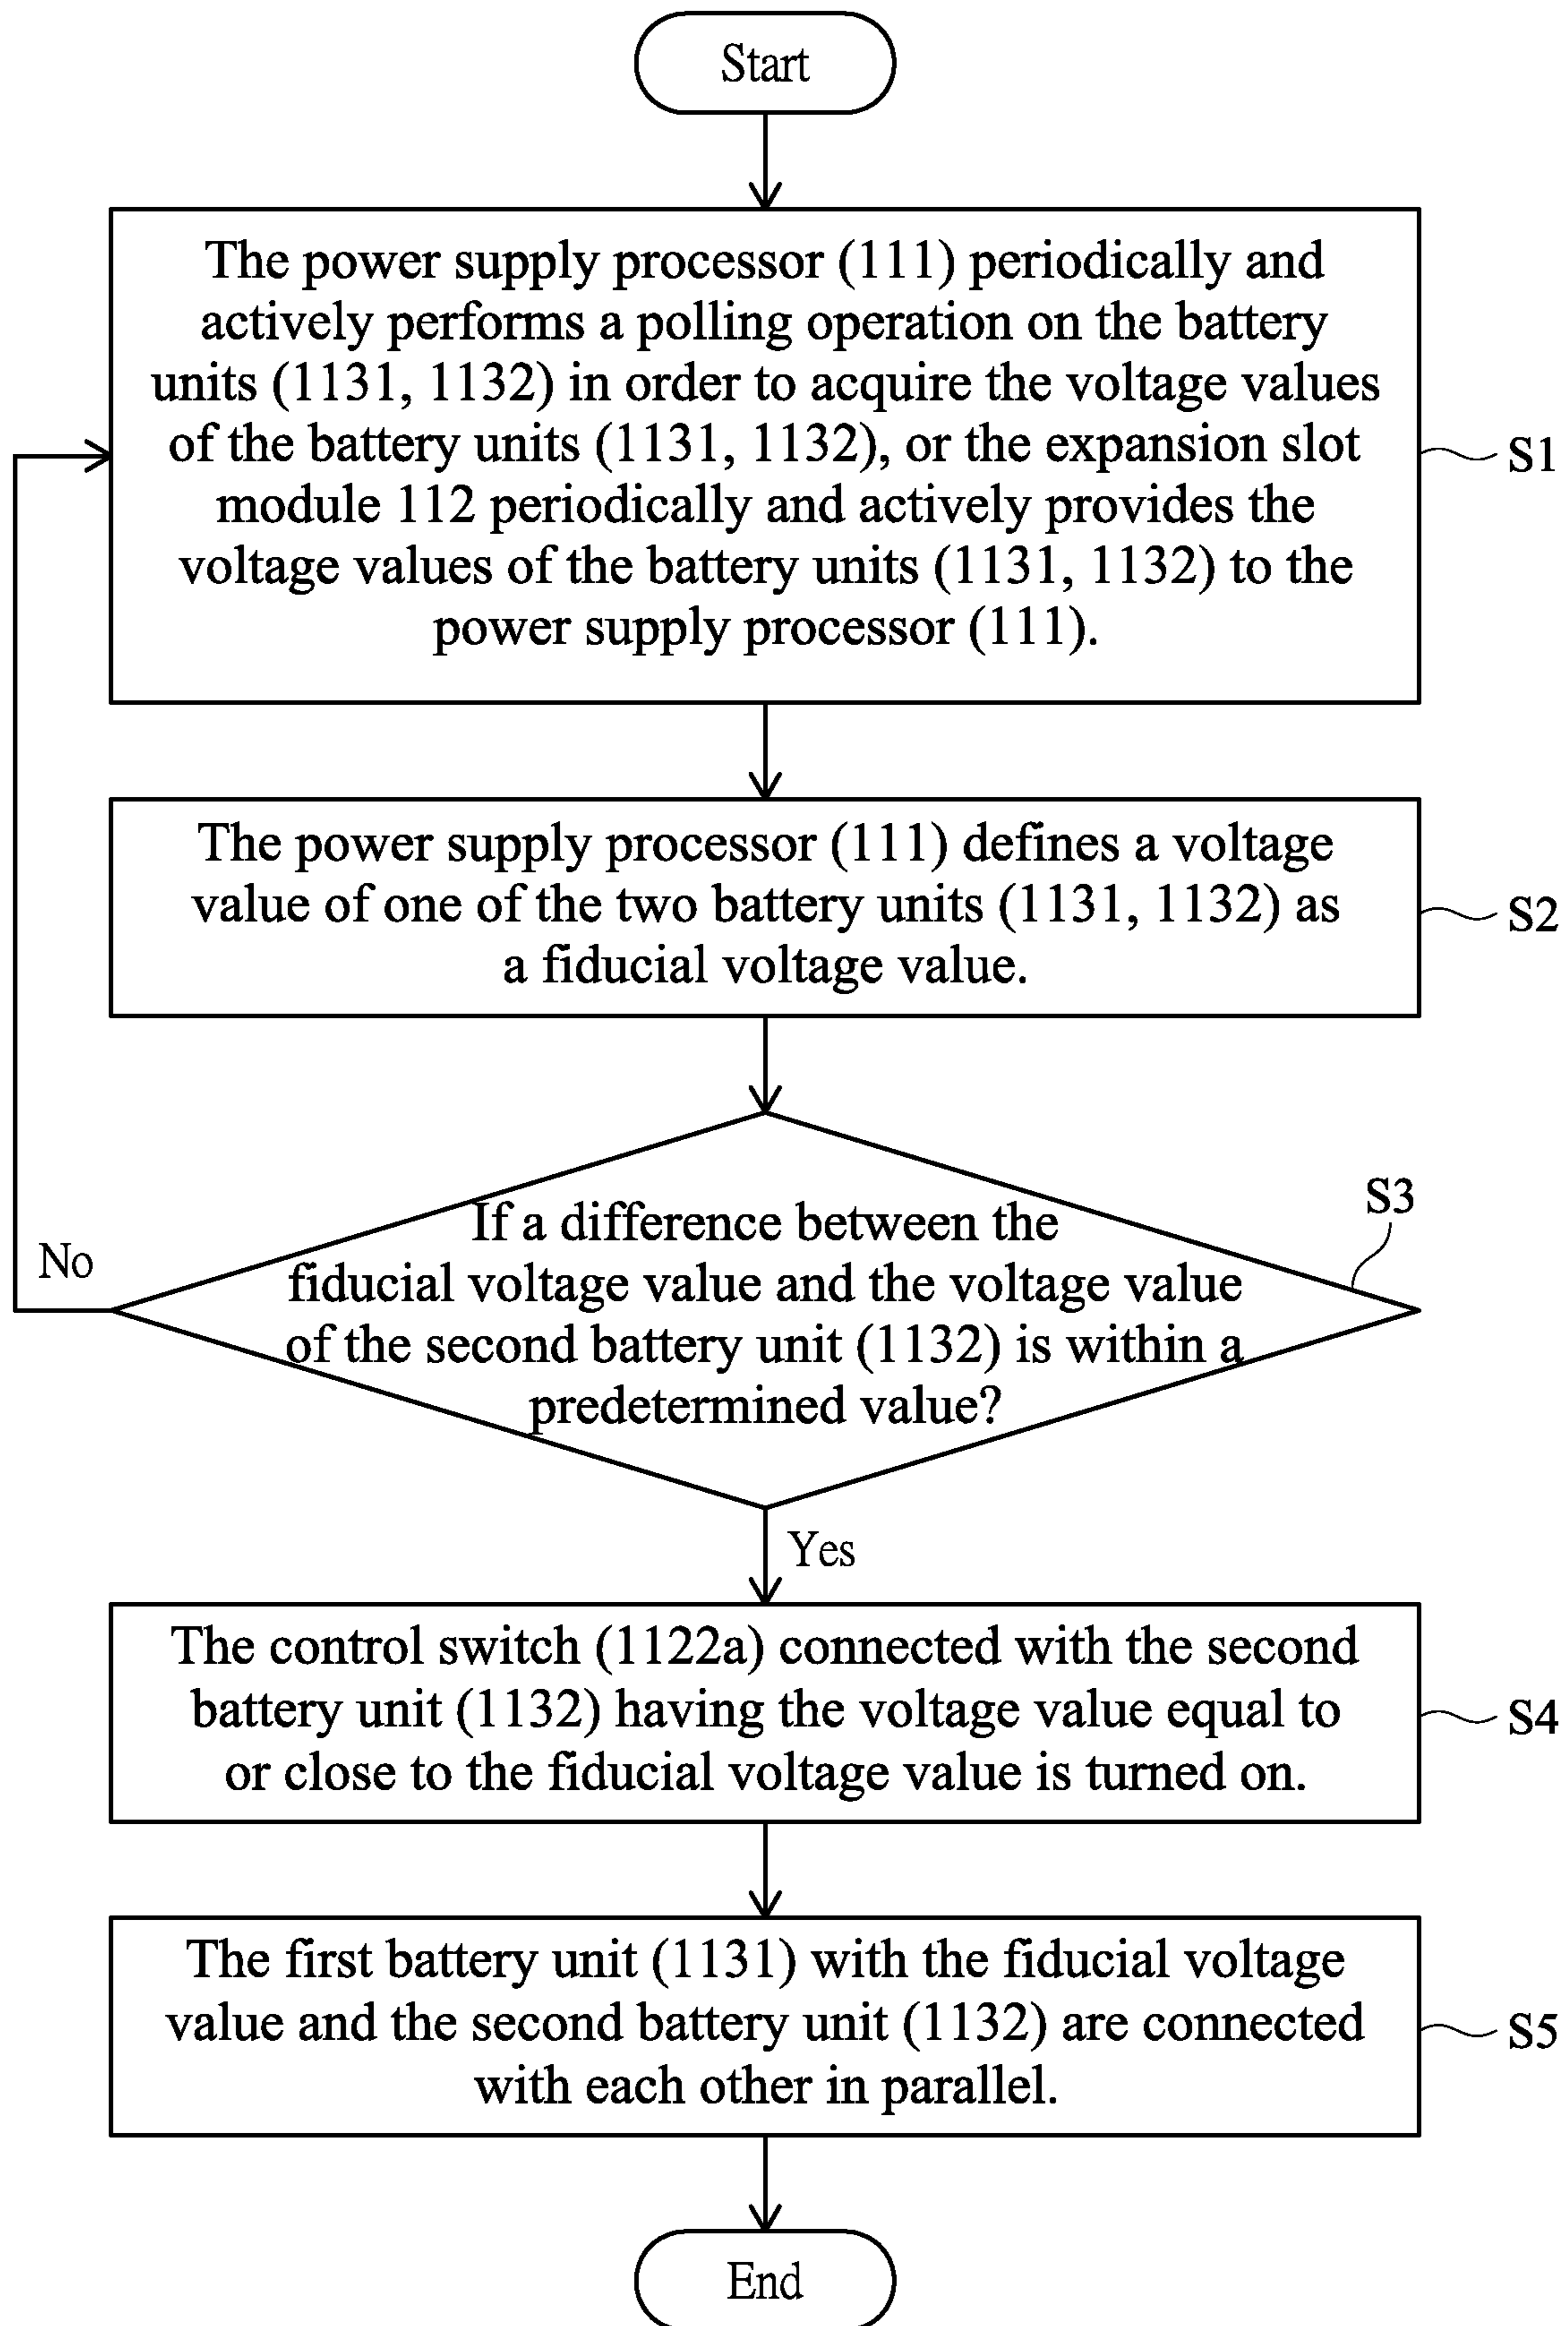 Start
The power supply processor (111) periodically and
actively performs a polling operation on the battery
units (1131, 1132) in order to acquire the voltage values
of the battery units (1131, 1132), or the expansion slot
module 112 periodically and actively provides the
voltage values of the battery units (1131, 1132) to the
power supply processor (111).
S1
The power supply processor (111) defines a voltage
value of one of the two battery units (1131, 1132) as
a fiducial voltage value.
S2
If a difference between the
fiducial voltage value and the voltage value
of the second battery unit (1132) is within a
predetermined value?
S3
No
Yes
The control switch (1122a) connected with the second
battery unit (1132) having the voltage value equal to
or close to the fiducial voltage value is turned on.
S4
The first battery unit (1131) with the fiducial voltage
value and the second battery unit (1132) are connected
with each other in parallel.
S5
End